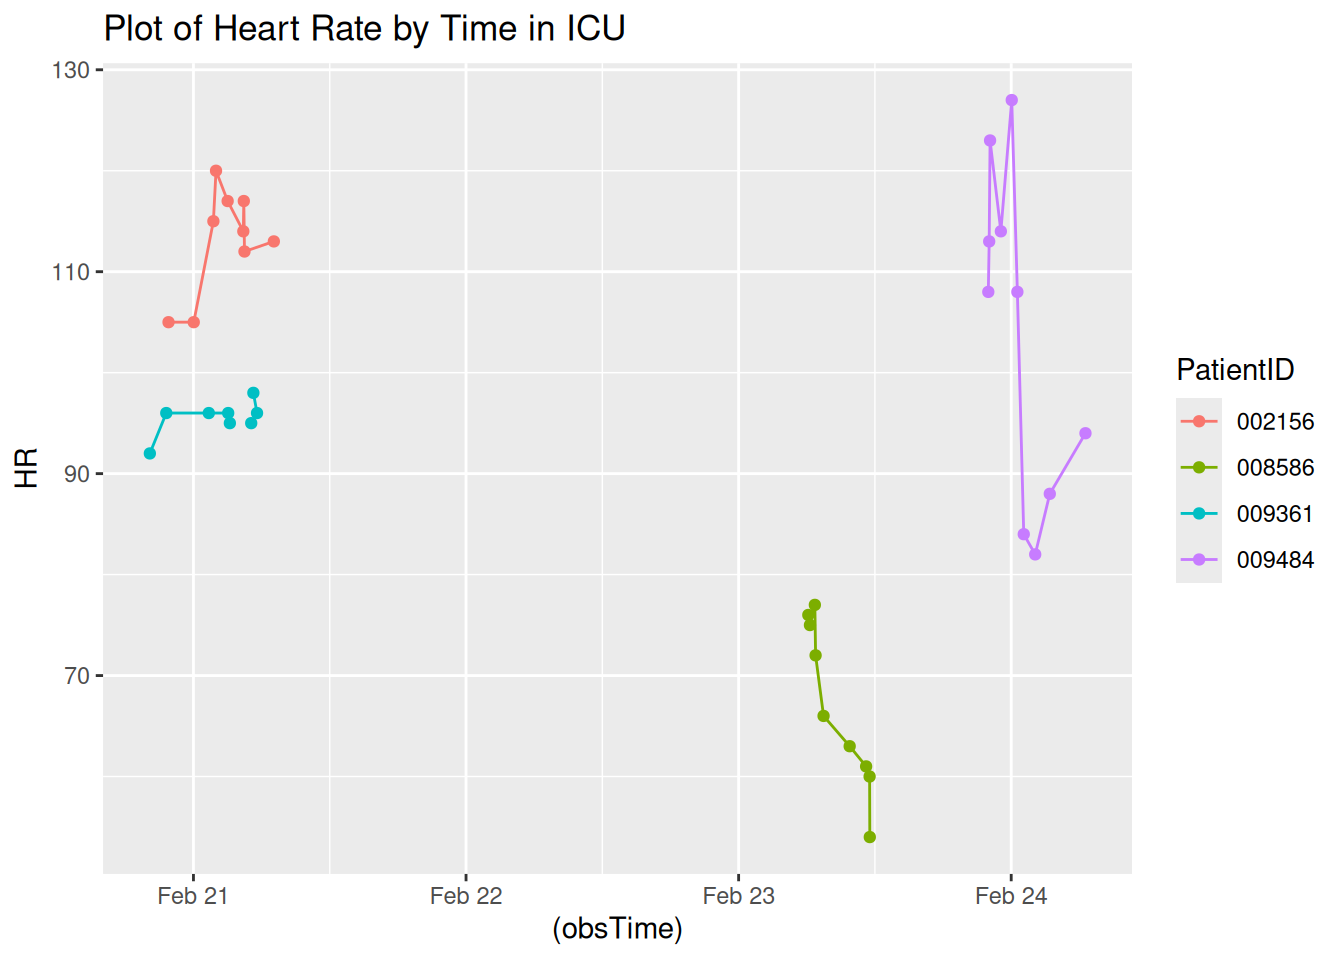 Plot of Heart Rate by Time in ICU
130
110
90
70
HR
Feb 21
Feb 22
Feb 23
Feb 24
(obsTime)
PatientID
002156
008586
009361
009484